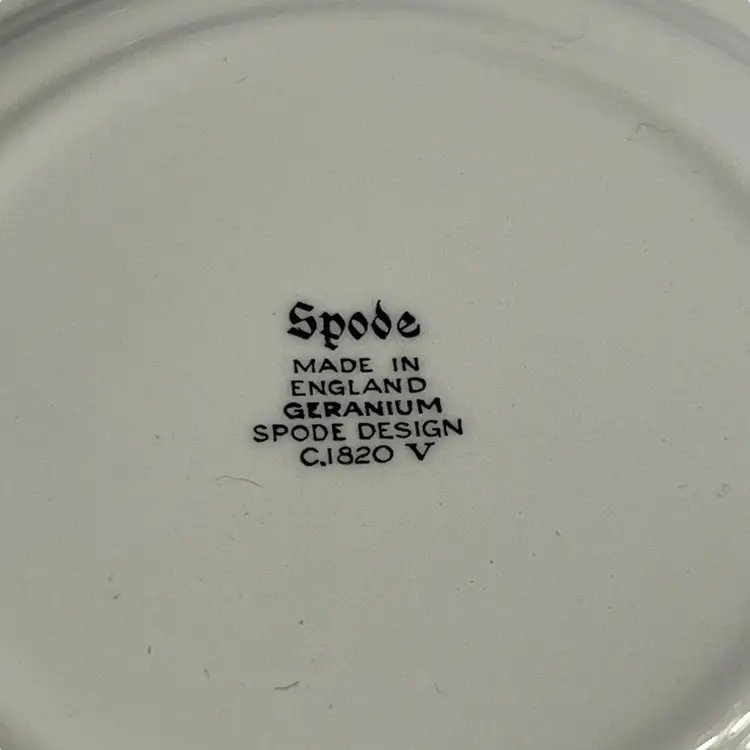 Spode
MADE IN
ENGLAND
GERANIUM
SPODE DESIGN
C.1820 V